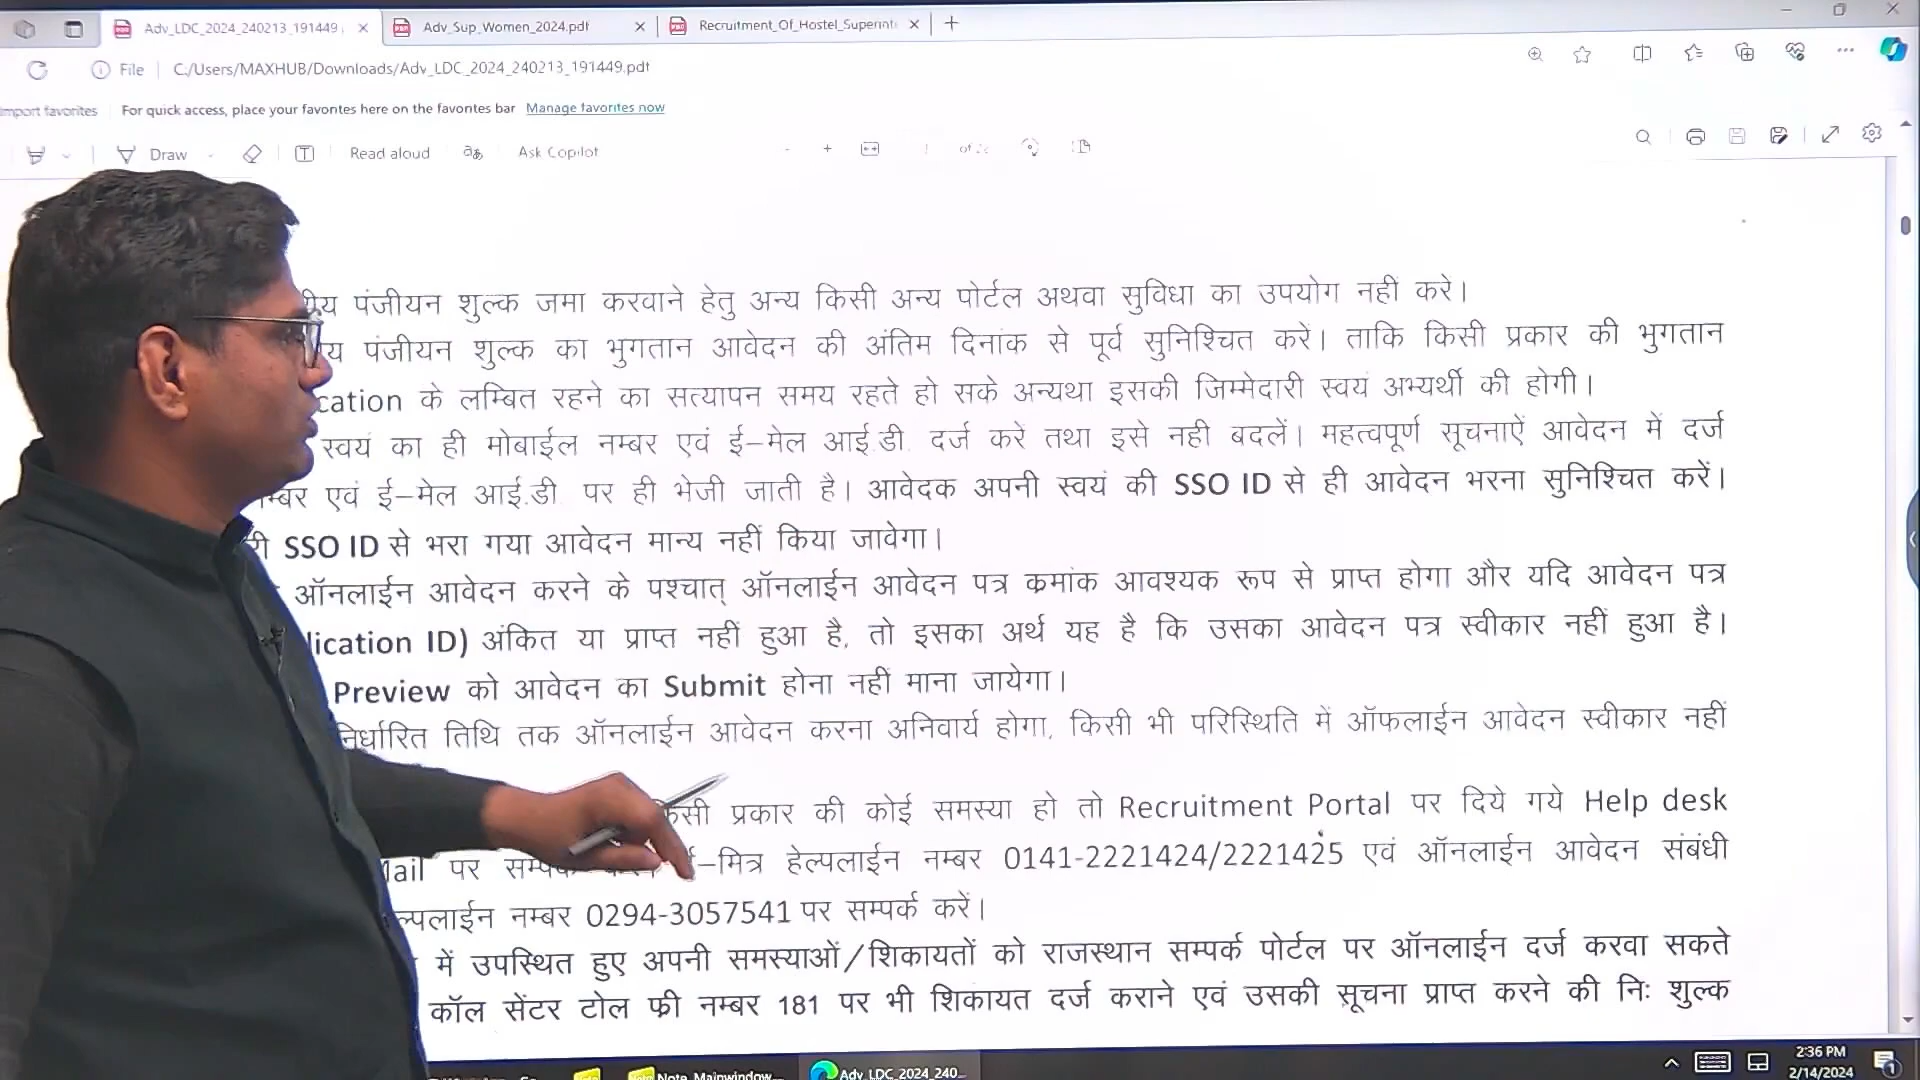 Adv_LDC_2024_240213_191449
Adv_Sup_Women_2024.pdf
Recruitment_Of_Hostel_Superint
File C:/Users/MAXHUB/Downloads/Adv_LDC_2024_240213_191449.pdf
Import favorites For quick access, place your favorites here on the favorites bar Manage favorites now
Draw Read aloud Ask Copilot
पंजीयन शुल्क जमा करवाने हेतु अन्य किसी अन्य पोर्टल अथवा सुविधा का उपयोग नहीं करे।
पंजीयन शुल्क का भुगतान आवेदन की अंतिम दिनांक से पूर्व सुनिश्चित करें। ताकि किसी प्रकार की भुगतान
cation के लम्बित रहने का सत्यापन समय रहते हो सके अन्यथा इसकी जिम्मेदारी स्वयं अभ्यर्थी की होगी।
स्वयं का ही मोबाईल नम्बर एवं ई–मेल आई.डी. दर्ज करें तथा इसे नही बदलें। महत्वपूर्ण सूचनाऐं आवेदन में दर्ज
म्बर एवं ई–मेल आई.डी. पर ही भेजी जाती है। आवेदक अपनी स्वयं की SSO ID से ही आवेदन भरना सुनिश्चित करें।
SSO ID से भरा गया आवेदन मान्य नहीं किया जावेगा।
ऑनलाईन आवेदन करने के पश्चात् ऑनलाईन आवेदन पत्र क्रमांक आवश्यक रूप से प्राप्त होगा और यदि आवेदन पत्र
lication ID) अंकित या प्राप्त नहीं हुआ है, तो इसका अर्थ यह है कि उसका आवेदन पत्र स्वीकार नहीं हुआ है।
Preview को आवेदन का Submit होना नहीं माना जायेगा।
निर्धारित तिथि तक ऑनलाईन आवेदन करना अनिवार्य होगा, किसी भी परिस्थिति में ऑफलाईन आवेदन स्वीकार नहीं
किसी प्रकार की कोई समस्या हो तो Recruitment Portal पर दिये गये Help desk
Mail पर –मित्र हेल्पलाईन नम्बर 0141-2221424/2221425 एवं ऑनलाईन आवेदन संबंधी
ल्पलाईन नम्बर 0294-3057541 पर सम्पर्क करें।
में उपस्थित हुए अपनी समस्याओं/शिकायतों को राजस्थान सम्पर्क पोर्टल पर ऑनलाईन दर्ज करवा सकते
कॉल सेंटर टोल फ्री नम्बर 181 पर भी शिकायत दर्ज कराने एवं उसकी सूचना प्राप्त करने की निः शुल्क
Note_Mainwindow... Adv_LDC_2024_240...
2:36 PM
2/14/2024